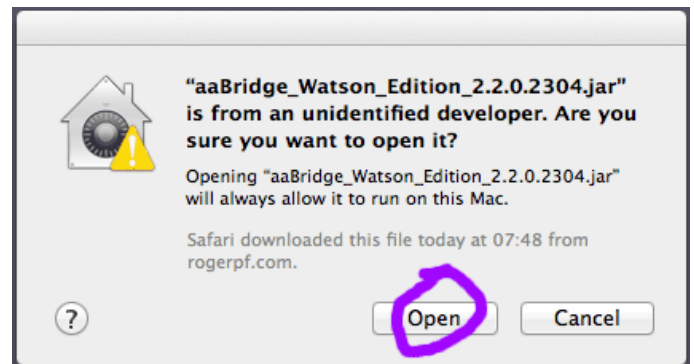 “aaBridge_Watson_Edition_2.2.0.2304.jar”
is from an unidentified developer. Are you
sure you want to open it?
Opening “aaBridge_Watson_Edition_2.2.0.2304.jar”
will always allow it to run on this Mac.
Safari downloaded this file today at 07:48 from
rogerpf.com.
?
Open
Cancel